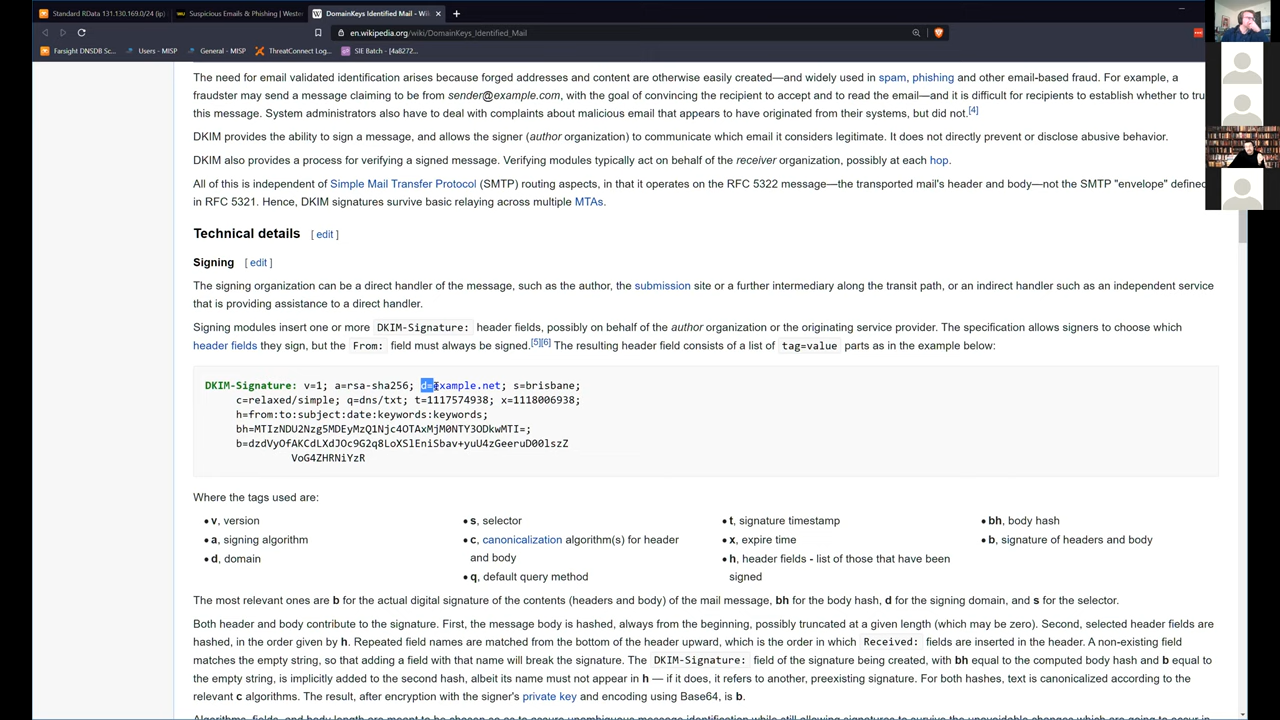 Standard RData 131.130.169.0/24 (ip)
Suspicious Emails & Phishing | Western
DomainKeys Identified Mail - Wiki
en.wikipedia.org/wiki/DomainKeys_Identified_Mail
Farsight DNSDB Sc...
Users - MISP
General - MISP
ThreatConnect Log...
SIE Batch - [4a8272...
The need for email validated identification arises because forged addresses and content are otherwise easily created—and widely used in spam, phishing and other email-based fraud. For example, a
fraudster may send a message claiming to be from sender@example.com, with the goal of convincing the recipient to accept and to read the email—and it is difficult for recipients to establish whether to tru
this message. System administrators also have to deal with complaints about malicious email that appears to have originated from their systems, but did not.[4]
DKIM provides the ability to sign a message, and allows the signer (author organization) to communicate which email it considers legitimate. It does not directly prevent or disclose abusive behavior.
DKIM also provides a process for verifying a signed message. Verifying modules typically act on behalf of the receiver organization, possibly at each hop.
All of this is independent of Simple Mail Transfer Protocol (SMTP) routing aspects, in that it operates on the RFC 5322 message—the transported mail's header and body—not the SMTP "envelope" defined
in RFC 5321. Hence, DKIM signatures survive basic relaying across multiple MTAs.
Technical details [ edit ]
Signing [ edit ]
The signing organization can be a direct handler of the message, such as the author, the submission site or a further intermediary along the transit path, or an indirect handler such as an independent service
that is providing assistance to a direct handler.
Signing modules insert one or more DKIM-Signature: header fields, possibly on behalf of the author organization or the originating service provider. The specification allows signers to choose which
header fields they sign, but the From: field must always be signed.[5][6] The resulting header field consists of a list of tag=value parts as in the example below:
DKIM-Signature: v=1; a=rsa-sha256; d=example.net; s=brisbane;
c=relaxed/simple; q=dns/txt; t=1117574938; x=1118006938;
h=from:to:subject:date:keywords:keywords;
bh=MTIzNDU2Nzg5MDEyMzQ1Njc4OTAxMjM0NTY3ODkwMTI=;
b=dzdVyOfAKCdLXdJOc9G2q8LoXSlEniSbav+yuU4zGeeruD00lszZ
VoG4ZHRNiYzR
Where the tags used are:
• v, version
• a, signing algorithm
• d, domain
• s, selector
• c, canonicalization algorithm(s) for header
and body
• q, default query method
• t, signature timestamp
• x, expire time
• h, header fields - list of those that have been
signed
• bh, body hash
• b, signature of headers and body
The most relevant ones are b for the actual digital signature of the contents (headers and body) of the mail message, bh for the body hash, d for the signing domain, and s for the selector.
Both header and body contribute to the signature. First, the message body is hashed, always from the beginning, possibly truncated at a given length (which may be zero). Second, selected header fields are
hashed, in the order given by h. Repeated field names are matched from the bottom of the header upward, which is the order in which Received: fields are inserted in the header. A non-existing field
matches the empty string, so that adding a field with that name will break the signature. The DKIM-Signature: field of the signature being created, with bh equal to the computed body hash and b equal to
the empty string, is implicitly added to the second hash, albeit its name must not appear in h — if it does, it refers to another, preexisting signature. For both hashes, text is canonicalized according to the
relevant c algorithms. The result, after encryption with the signer's private key and encoding using Base64, is b.